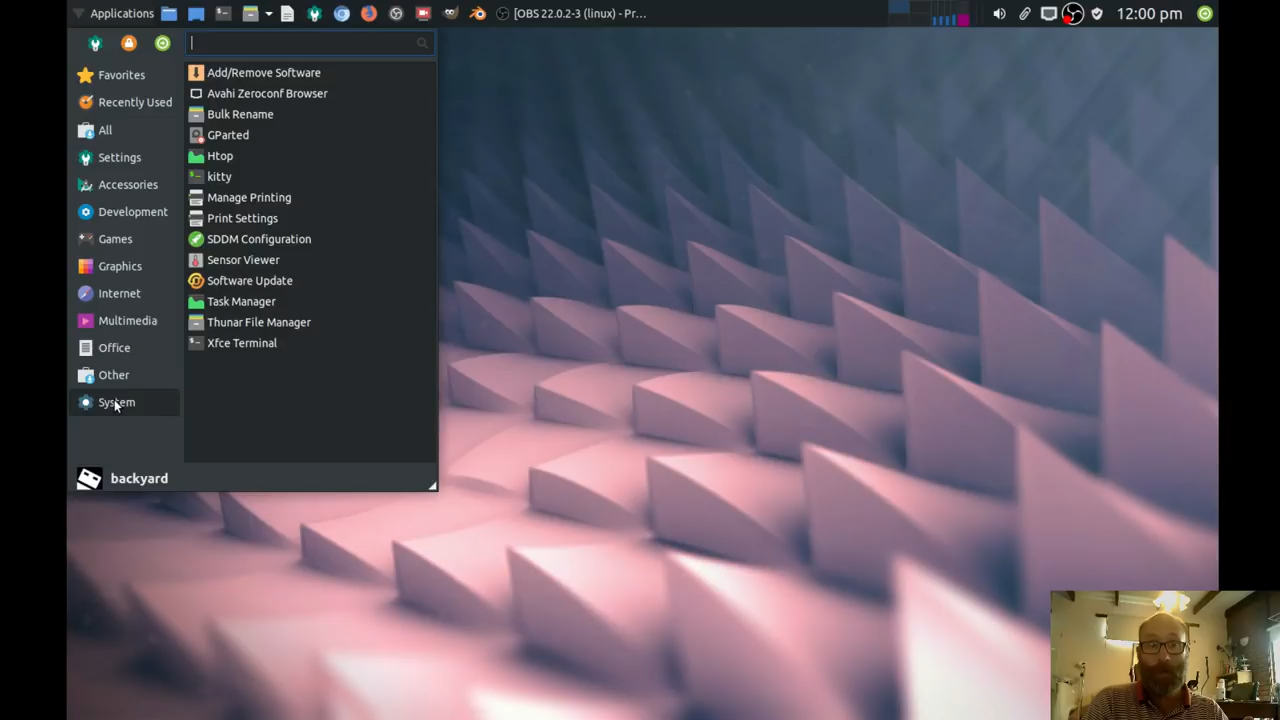 Applications
[OBS 22.0.2-3 (linux) - Pr...
12:00 pm
Favorites
Recently Used
All
Settings
Accessories
Development
Games
Graphics
Internet
Multimedia
Office
Other
System
Add/Remove Software
Avahi Zeroconf Browser
Bulk Rename
GParted
Htop
kitty
Manage Printing
Print Settings
SDDM Configuration
Sensor Viewer
Software Update
Task Manager
Thunar File Manager
Xfce Terminal
backyard